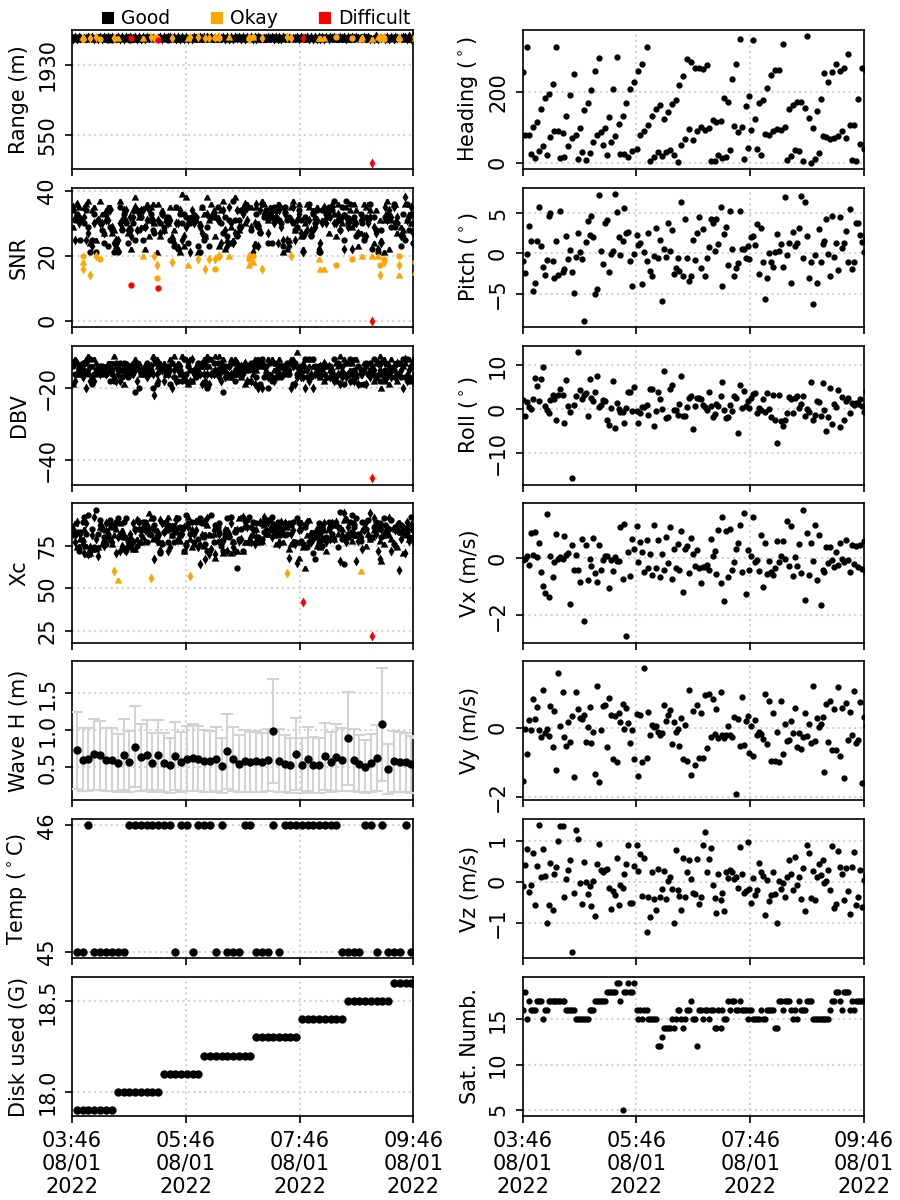 Good Okay Difficult
Range (m)
1930
550
Heading (°)
200
0
SNR
40
20
0
Pitch (°)
5
0
−5
DBV
−20
−40
Roll (°)
10
0
−10
Xc
75
50
25
Vx (m/s)
0
−2
Wave H (m)
1.5
1.0
0.5
Vy (m/s)
0
−2
Temp (°C)
46
45
Vz (m/s)
1
0
−1
Disk used (G)
18.5
18.0
Sat. Numb.
15
10
5
03:46 05:46 07:46 09:46 03:46 05:46 07:46 09:46
08/01 08/01 08/01 08/01 08/01 08/01 08/01 08/01
2022 2022 2022 2022 2022 2022 2022 2022